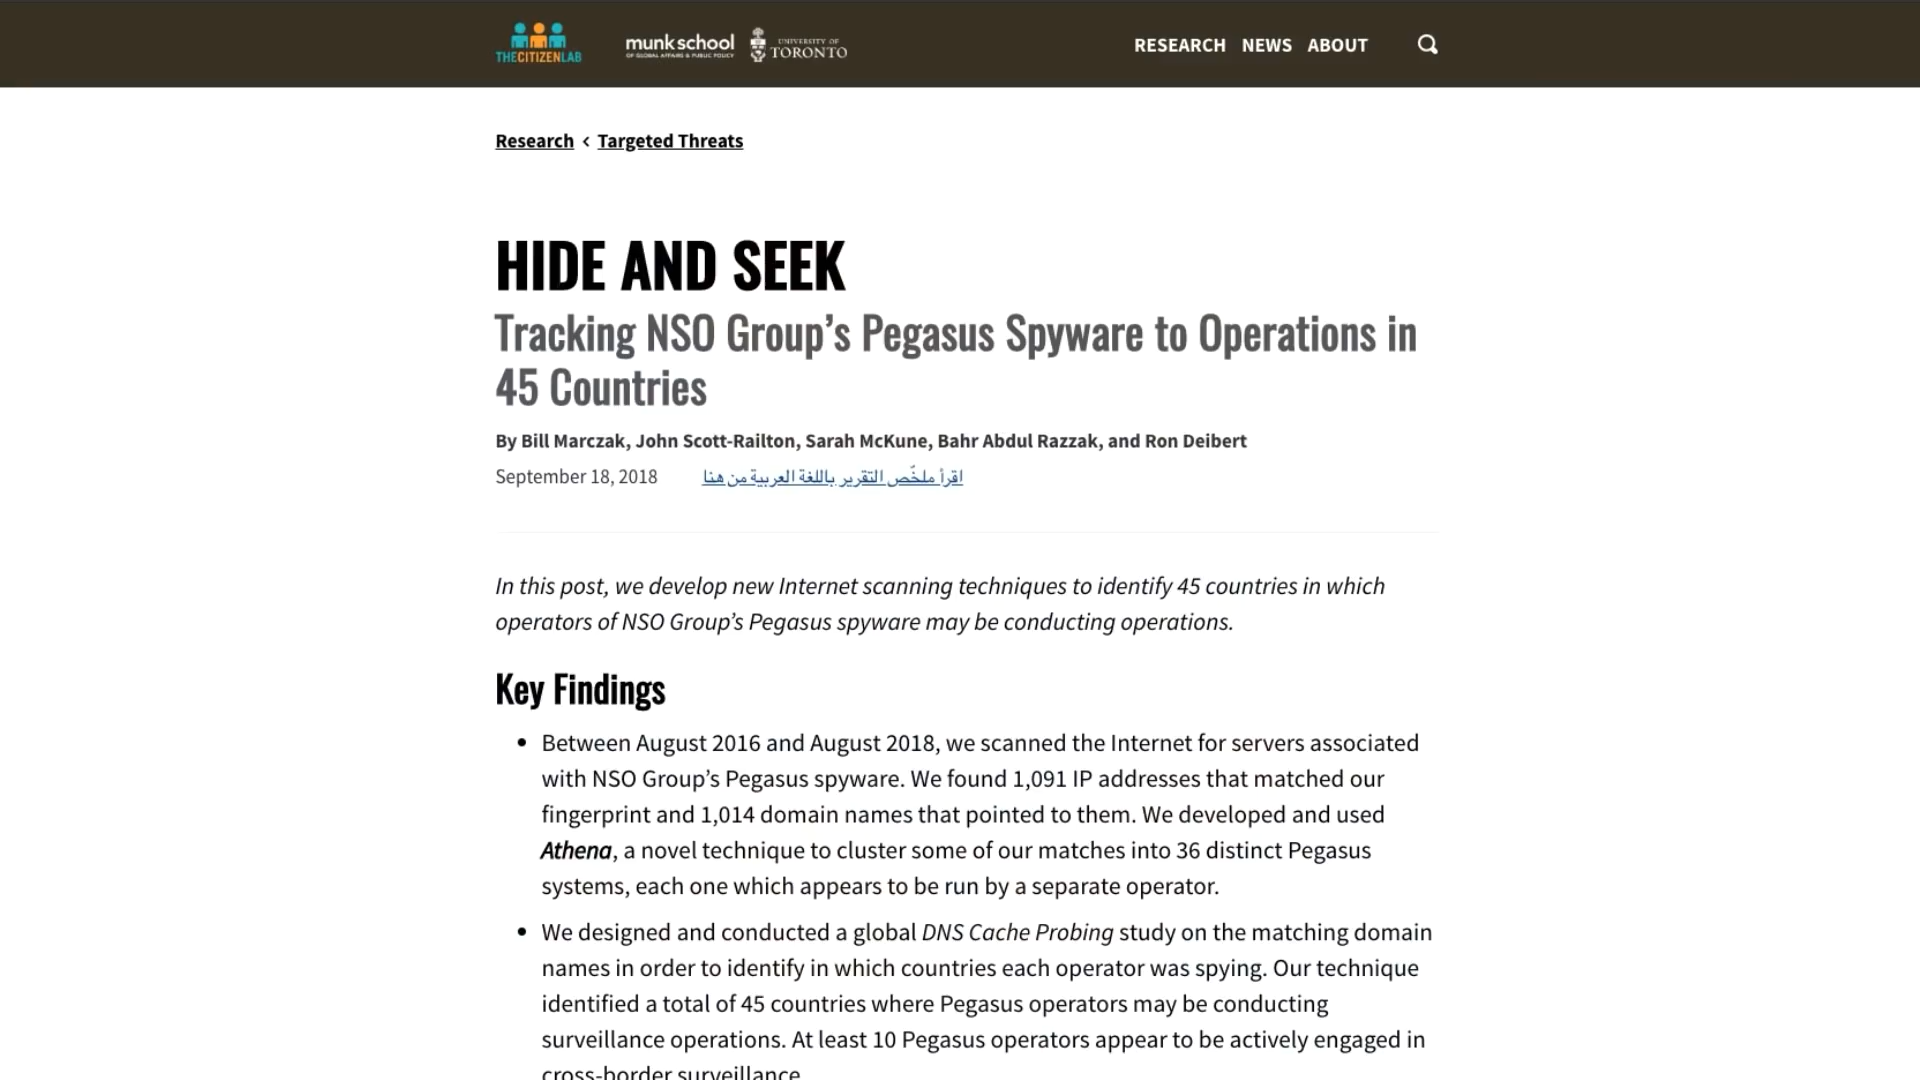 THECITIZENLAB
munkschool
OF GLOBAL AFFAIRS & PUBLIC POLICY
UNIVERSITY OF
TORONTO
RESEARCH NEWS ABOUT
Research < Targeted Threats
HIDE AND SEEK
Tracking NSO Group’s Pegasus Spyware to Operations in
45 Countries
By Bill Marczak, John Scott-Railton, Sarah McKune, Bahr Abdul Razzak, and Ron Deibert
September 18, 2018 اقرأ ملخّص التقرير باللغة العربية من هنا
In this post, we develop new Internet scanning techniques to identify 45 countries in which
operators of NSO Group’s Pegasus spyware may be conducting operations.
Key Findings
• Between August 2016 and August 2018, we scanned the Internet for servers associated
with NSO Group’s Pegasus spyware. We found 1,091 IP addresses that matched our
fingerprint and 1,014 domain names that pointed to them. We developed and used
Athena, a novel technique to cluster some of our matches into 36 distinct Pegasus
systems, each one which appears to be run by a separate operator.
• We designed and conducted a global DNS Cache Probing study on the matching domain
names in order to identify in which countries each operator was spying. Our technique
identified a total of 45 countries where Pegasus operators may be conducting
surveillance operations. At least 10 Pegasus operators appear to be actively engaged in
cross-border surveillance